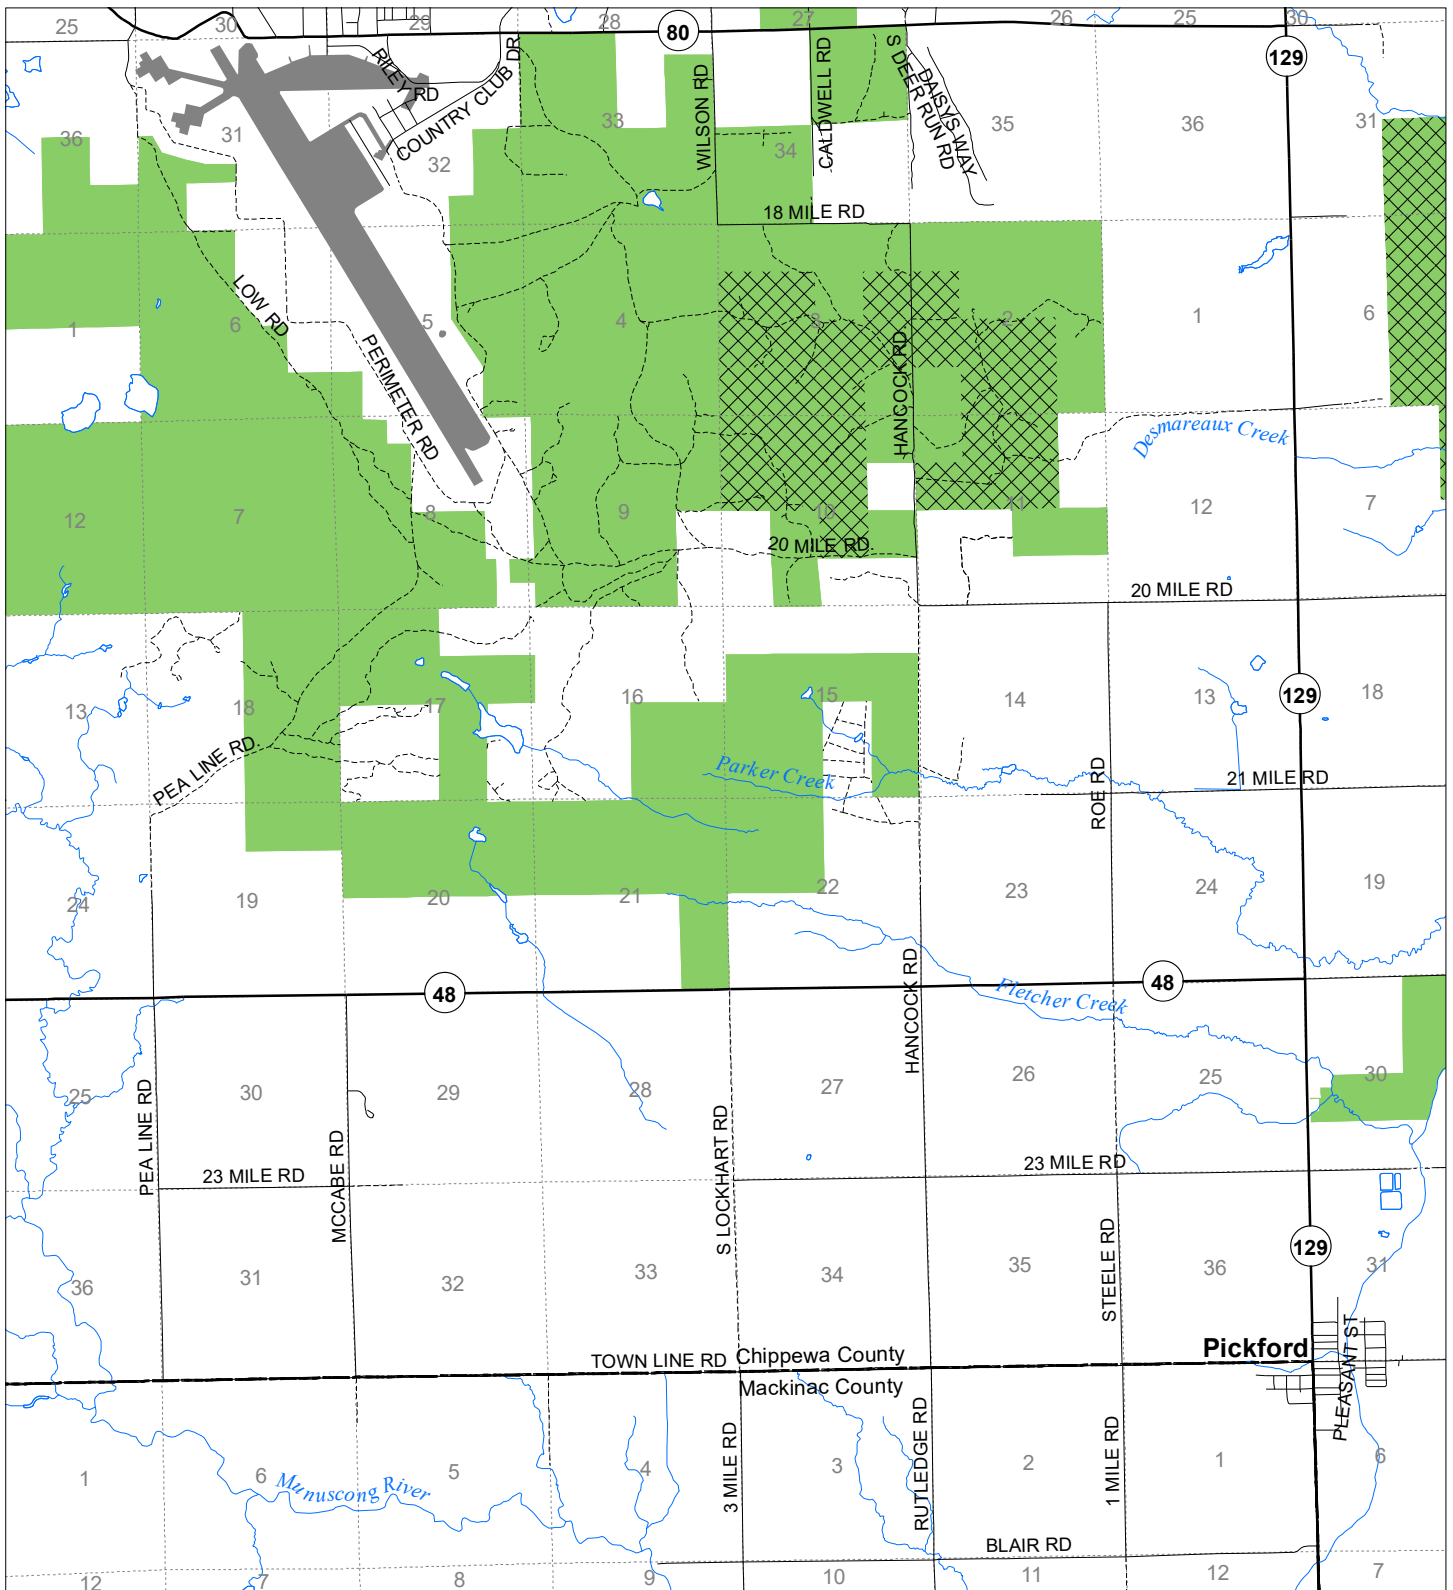 25
30
29
28
27
26
25
30
80
129
RILEY RD
COUNTRY CLUB DR
WILSON RD
CALDWELL RD
S DEER RUN RD
DAISYS WAY
36
31
32
33
34
35
36
31
18 MILE RD
LOW RD
PERIMETER RD
HANCOCK RD
1
6
5
4
3
2
1
6
Desmareaux Creek
12
7
8
9
10
11
12
7
20 MILE RD
20 MILE RD
13
18
17
16
15
14
13
129
18
PEA LINE RD
Parker Creek
ROE RD
21 MILE RD
24
19
20
21
22
23
24
19
HANCOCK RD
48
48
Fletcher Creek
25
30
29
28
27
26
25
30
PEA LINE RD
MCCABE RD
S LOCKHART RD
23 MILE RD
23 MILE RD
STEELE RD
129
36
31
32
33
34
35
36
31
Pickford
PLEASANT ST
TOWN LINE RD
Chippewa County
Mackinac County
3 MILE RD
RUTLEDGE RD
1 MILE RD
1
6
5
4
3
2
1
6
Munuscong River
BLAIR RD
12
7
8
9
10
11
12
7